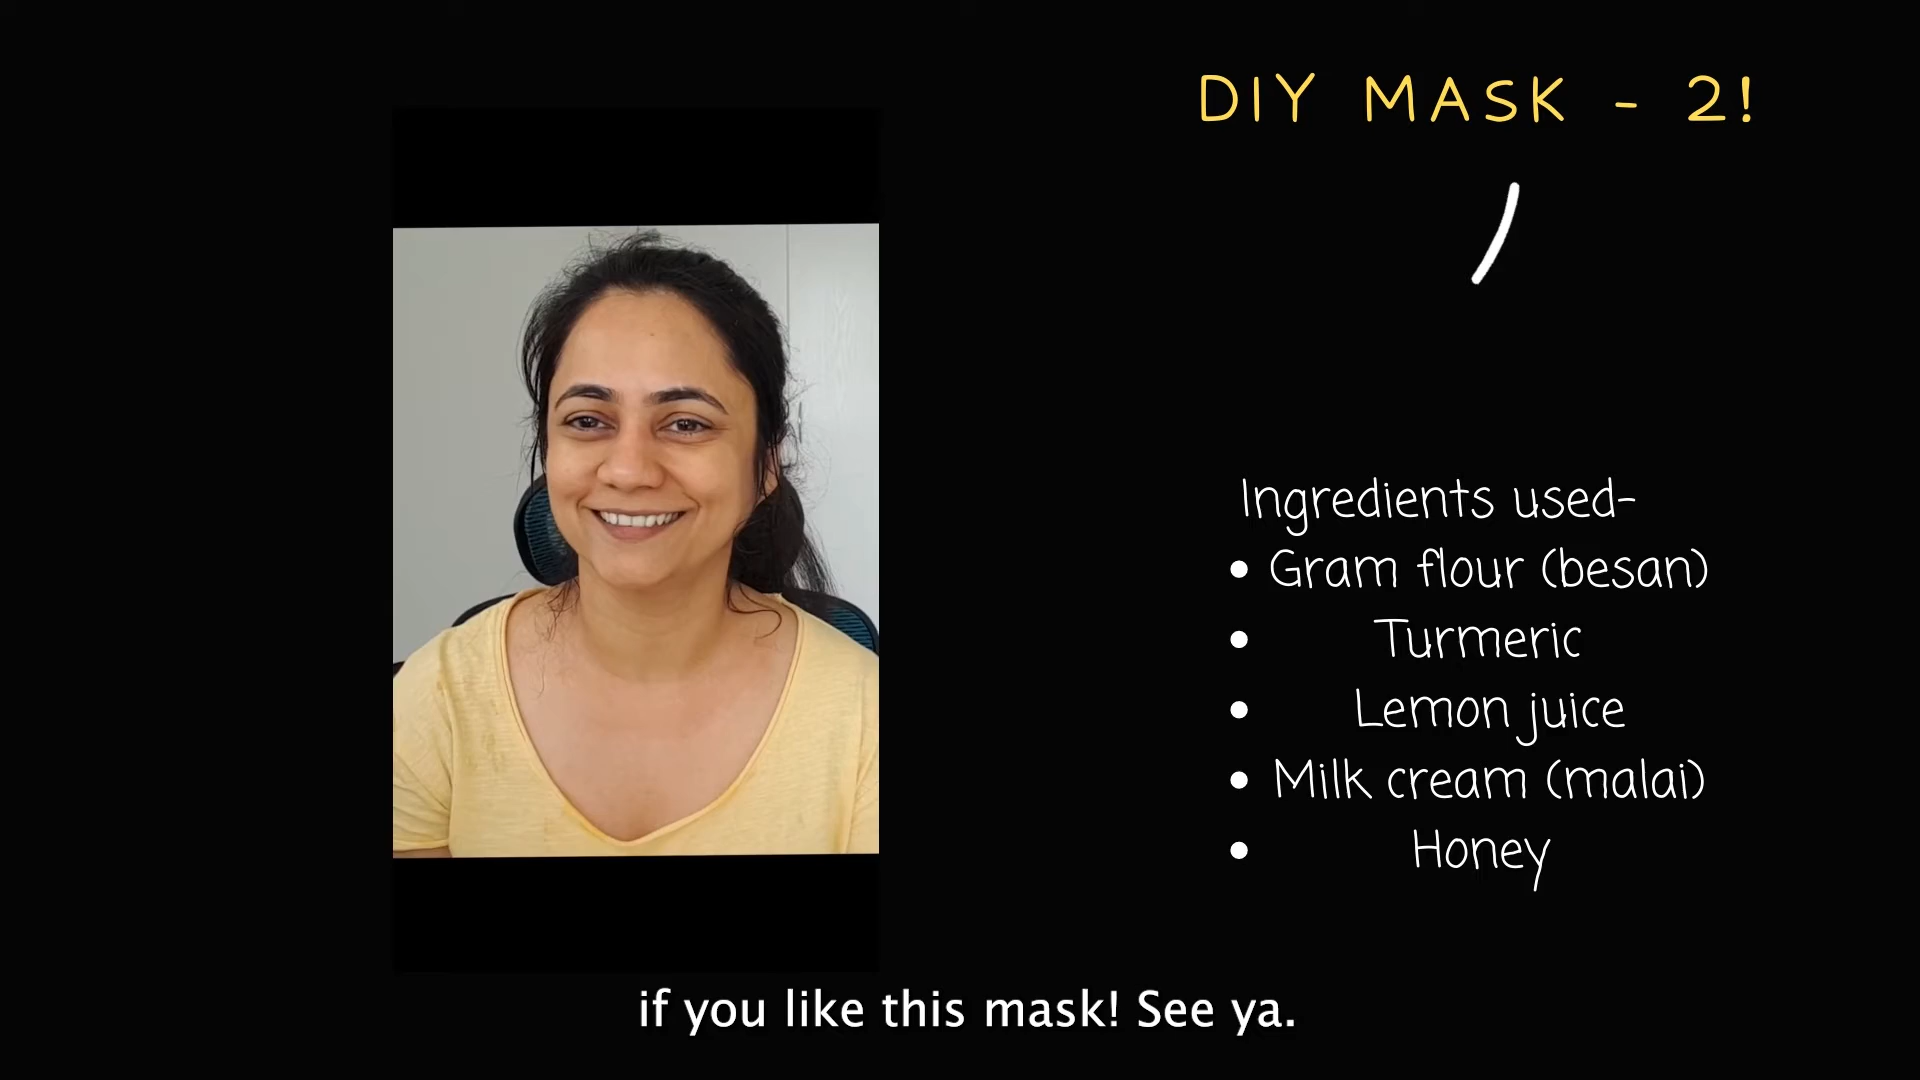 DIY MASK - 2!
Ingredients used-
• Gram flour (besan)
• Turmeric
• Lemon juice
• Milk cream (malai)
• Honey
if you like this mask! See ya.